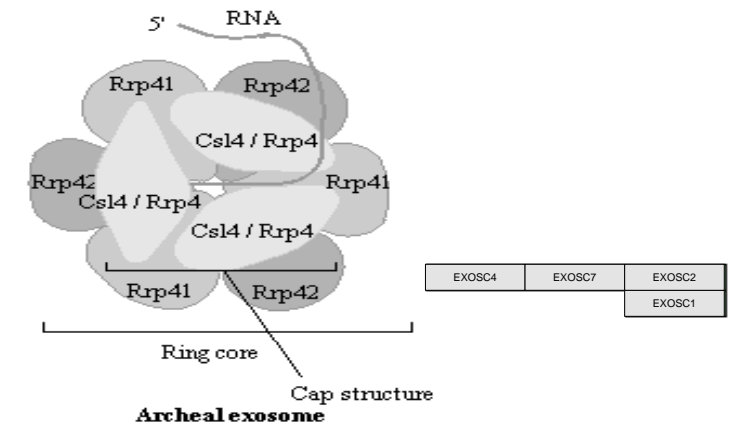 5' RNA
Rrp41 Rrp42
Csl4 / Rrp4
Rrp42 Rrp41
Csl4 / Rrp4
Csl4 / Rrp4
Rrp41 Rrp42
EXOSC4 EXOSC7 EXOSC2
EXOSC1
Ring core
Cap structure
Archeal exosome